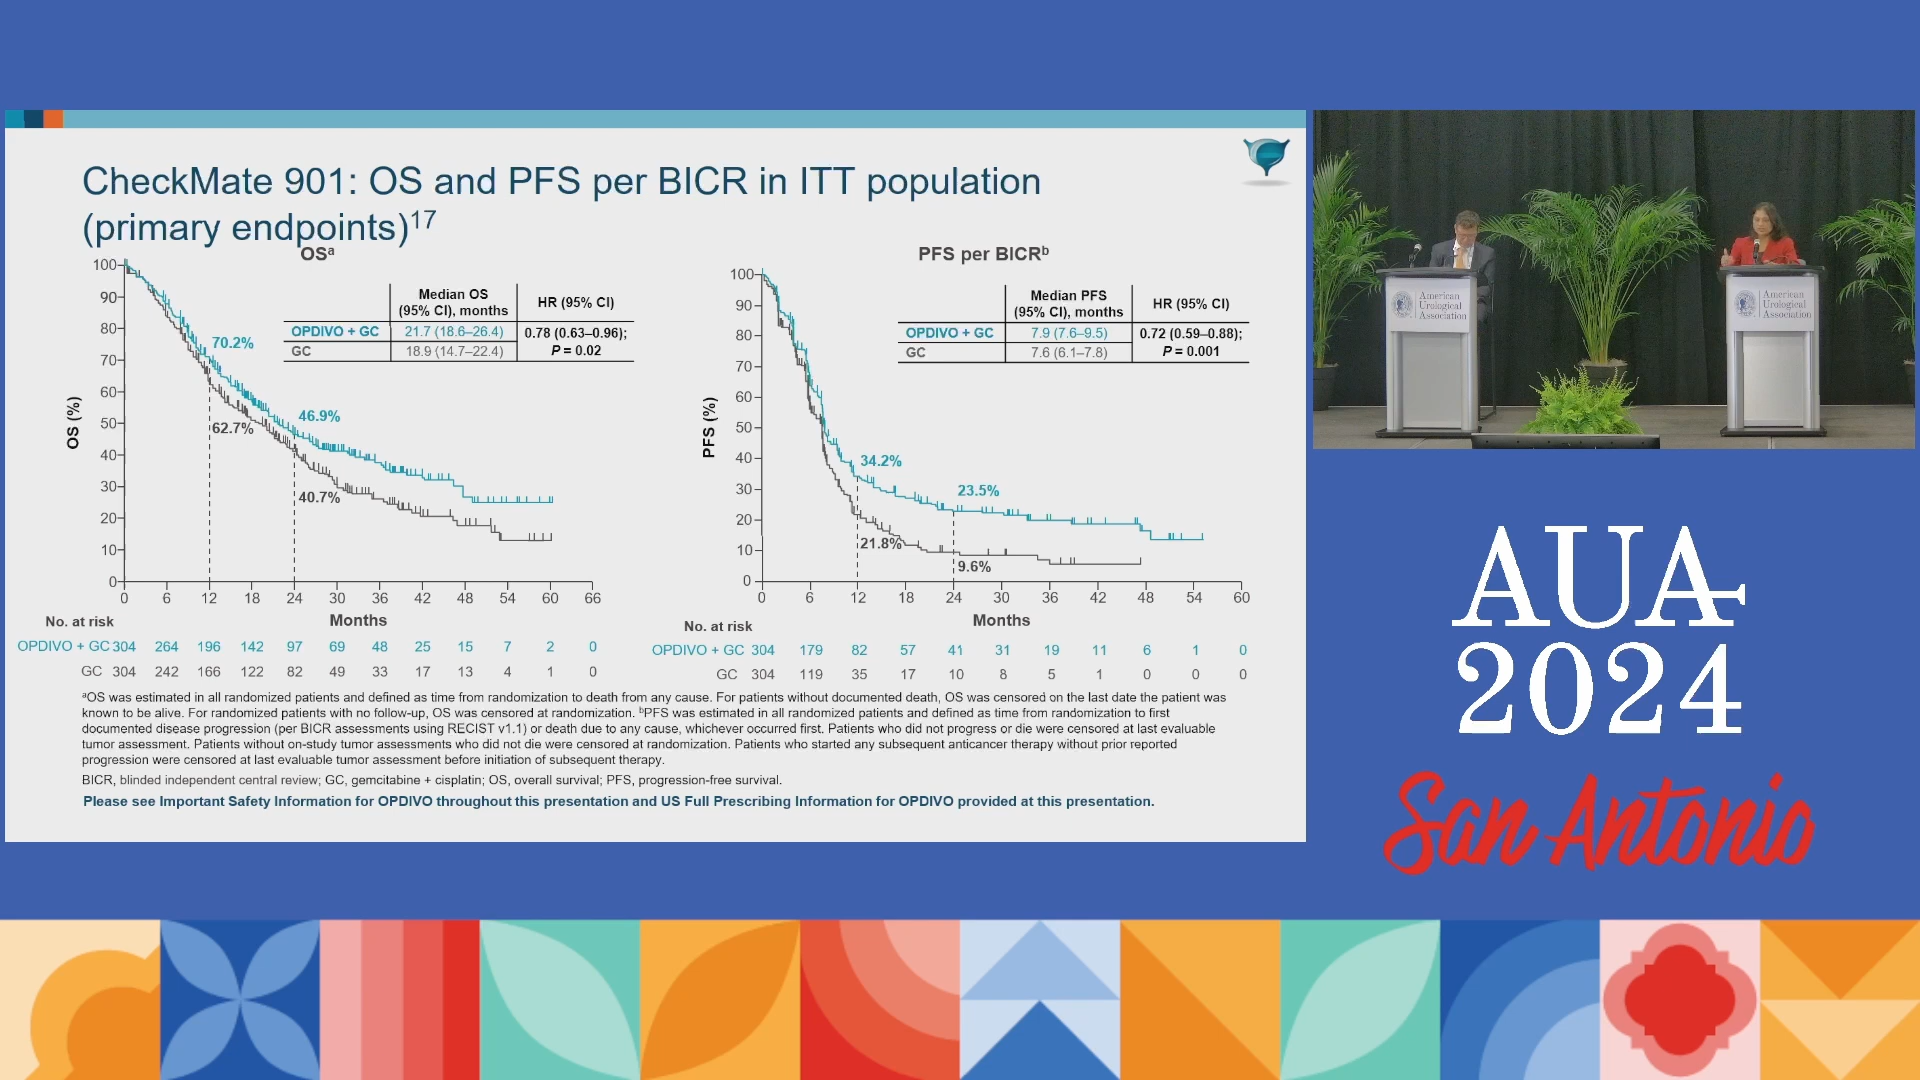 CheckMate 901: OS and PFS per BICR in ITT population
(primary endpoints)17
OSa
100
90
80
70
60
50
40
30
20
10
0
OS (%)
Median OS
(95% CI), months
HR (95% CI)
OPDIVO + GC
21.7 (18.6–26.4)
0.78 (0.63–0.96);
P = 0.02
GC
18.9 (14.7–22.4)
70.2%
62.7%
46.9%
40.7%
0 6 12 18 24 30 36 42 48 54 60 66
Months
No. at risk
OPDIVO + GC 304 264 196 142 97 69 48 25 15 7 2 0
GC 304 242 166 122 82 49 33 17 13 4 1 0
PFS per BICRb
100
90
80
70
60
50
40
30
20
10
0
PFS (%)
Median PFS
(95% CI), months
HR (95% CI)
OPDIVO + GC
7.9 (7.6–9.5)
0.72 (0.59–0.88);
P = 0.001
GC
7.6 (6.1–7.8)
34.2%
21.8%
23.5%
9.6%
0 6 12 18 24 30 36 42 48 54 60
Months
No. at risk
OPDIVO + GC 304 179 82 57 41 31 19 11 6 1 0
GC 304 119 35 17 10 8 5 1 0 0 0
aOS was estimated in all randomized patients and defined as time from randomization to death from any cause. For patients without documented death, OS was censored on the last date the patient was
known to be alive. For randomized patients with no follow-up, OS was censored at randomization. bPFS was estimated in all randomized patients and defined as time from randomization to first
documented disease progression (per BICR assessments using RECIST v1.1) or death due to any cause, whichever occurred first. Patients who did not progress or die were censored at last evaluable
tumor assessment. Patients without on-study tumor assessments who did not die were censored at randomization. Patients who started any subsequent anticancer therapy without prior reported
progression were censored at last evaluable tumor assessment before initiation of subsequent therapy.
BICR, blinded independent central review; GC, gemcitabine + cisplatin; OS, overall survival; PFS, progression-free survival.
Please see Important Safety Information for OPDIVO throughout this presentation and US Full Prescribing Information for OPDIVO provided at this presentation.
American
Urological
Association
American
Urological
Association
AUA
2024
San Antonio